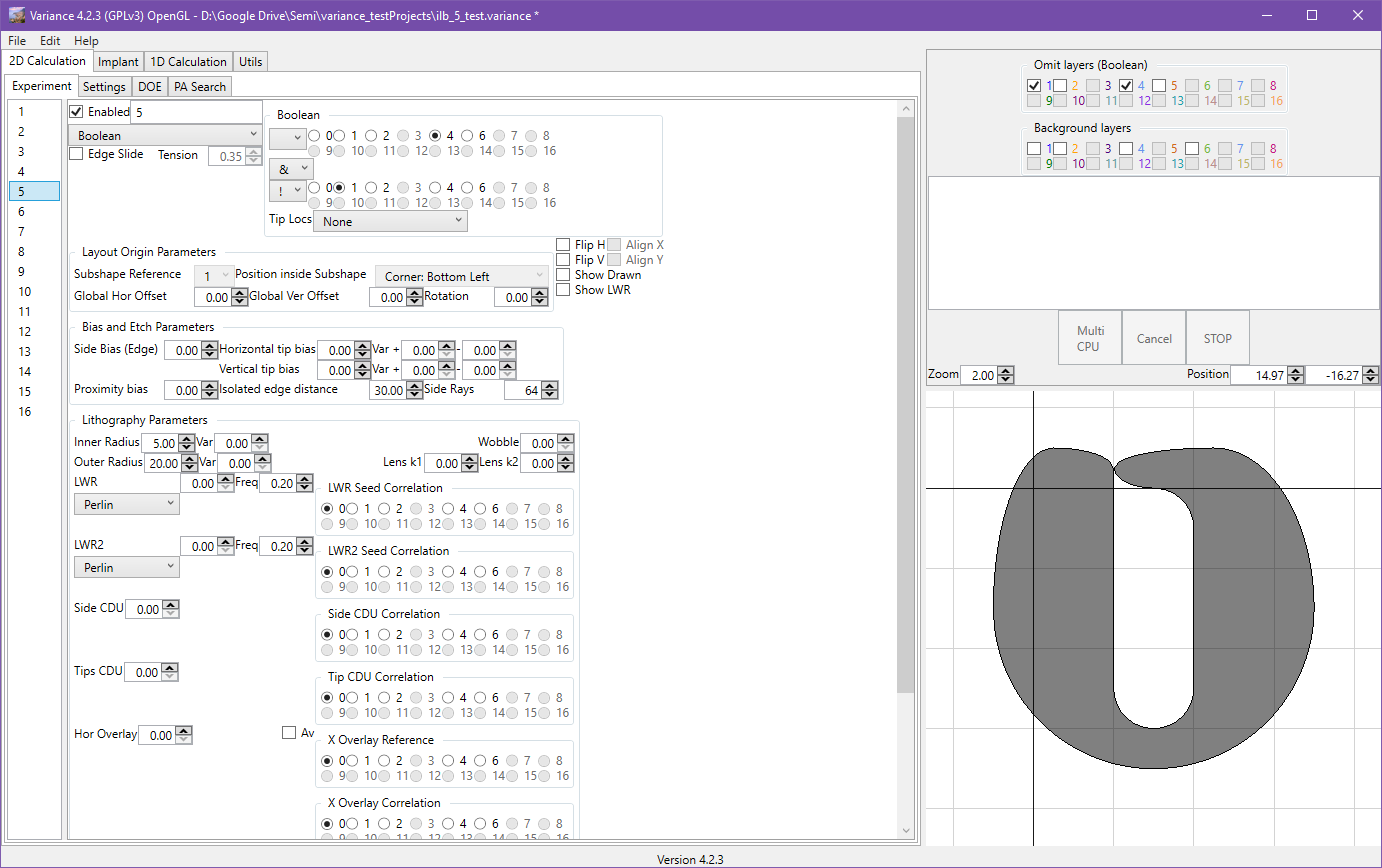 Variance 4.2.3 (GPLv3) OpenGL - D:\Google Drive\Semi\variance_testProjects\ilb_5_test.variance *
File Edit Help
2D Calculation Implant 1D Calculation Utils
Experiment Settings DOE PA Search
1
2
3
4
5
6
7
8
9
10
11
12
13
14
15
16
Enabled 5
Boolean
Edge Slide Tension 0.35
Boolean
0 1 2 3 4 6 7 8
9 10 11 12 13 14 15 16
&
! 0 1 2 3 4 6 7 8
9 10 11 12 13 14 15 16
Tip Locs None
Layout Origin Parameters
Subshape Reference 1 Position inside Subshape Corner: Bottom Left
Global Hor Offset 0.00 Global Ver Offset 0.00 Rotation 0.00
Flip H Align X
Flip V Align Y
Show Drawn
Show LWR
Bias and Etch Parameters
Side Bias (Edge) 0.00 Horizontal tip bias 0.00 Var + 0.00 - 0.00
Vertical tip bias 0.00 Var + 0.00 - 0.00
Proximity bias 0.00 Isolated edge distance 30.00 Side Rays 64
Lithography Parameters
Inner Radius 5.00 Var 0.00 Wobble 0.00
Outer Radius 20.00 Var 0.00 Lens k1 0.00 Lens k2 0.00
LWR 0.00 Freq 0.20
Perlin
LWR Seed Correlation
0 1 2 3 4 6 7 8
9 10 11 12 13 14 15 16
LWR2 0.00 Freq 0.20
Perlin
LWR2 Seed Correlation
0 1 2 3 4 6 7 8
9 10 11 12 13 14 15 16
Side CDU 0.00
Side CDU Correlation
0 1 2 3 4 6 7 8
9 10 11 12 13 14 15 16
Tips CDU 0.00
Tip CDU Correlation
0 1 2 3 4 6 7 8
9 10 11 12 13 14 15 16
Hor Overlay 0.00 Av
X Overlay Reference
0 1 2 3 4 6 7 8
9 10 11 12 13 14 15 16
X Overlay Correlation
0 1 2 3 4 6 7 8
9 10 11 12 13 14 15 16
Omit layers (Boolean)
1 2 3 4 5 6 7 8
9 10 11 12 13 14 15 16
Background layers
1 2 3 4 5 6 7 8
9 10 11 12 13 14 15 16
Multi
CPU
Cancel STOP
Zoom 2.00 Position 14.97 -16.27
Version 4.2.3